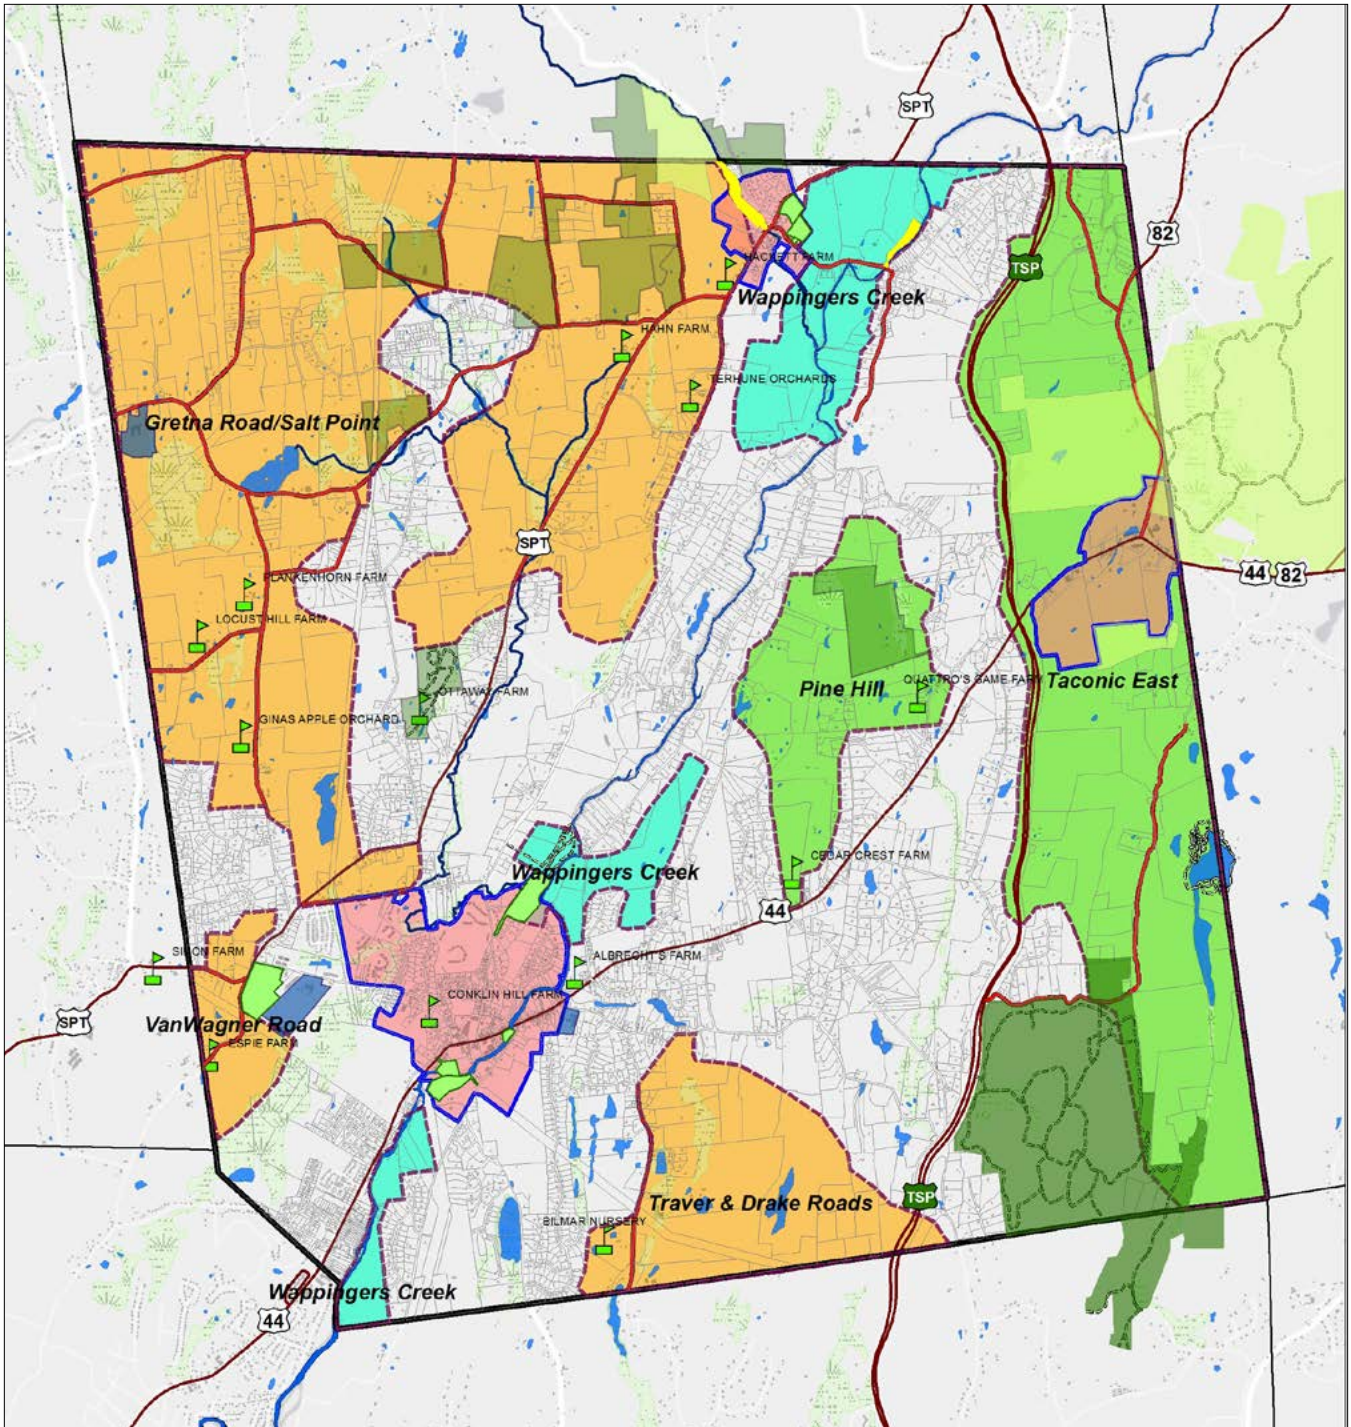 SPT
82
TSP
HACKETT FARM
Wappingers Creek
HAHN FARM
TERHUNE ORCHARDS
Gretna Road/Salt Point
SPT
PLANKENHORN FARM
44 82
LOCUST HILL FARM
QUATTRO'S GAME FARM
Taconic East
Pine Hill
OTTAWAY FARM
GINAS APPLE ORCHARD
CEDAR CREST FARM
Wappingers Creek
44
ALBRECHT'S FARM
CONKLIN HILL FARM
SPT
VanWagner Road
ESPIE FARM
TSP
Traver & Drake Roads
BILMAR NURSERY
Wappingers Creek
44